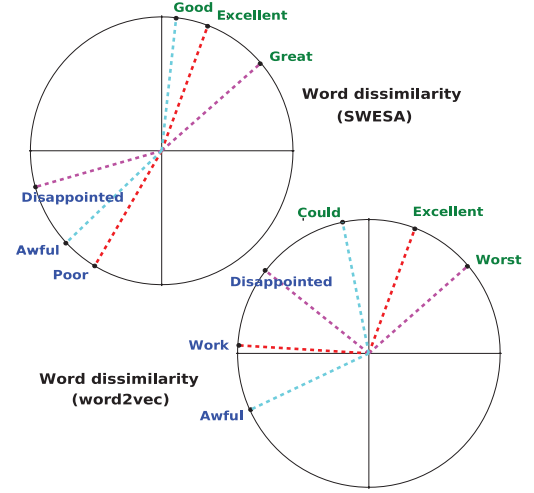 Good
Excellent
Great
Word dissimilarity
(SWESA)
Disappointed
Awful
Poor
Could
Excellent
Worst
Disappointed
Work
Word dissimilarity
(word2vec)
Awful